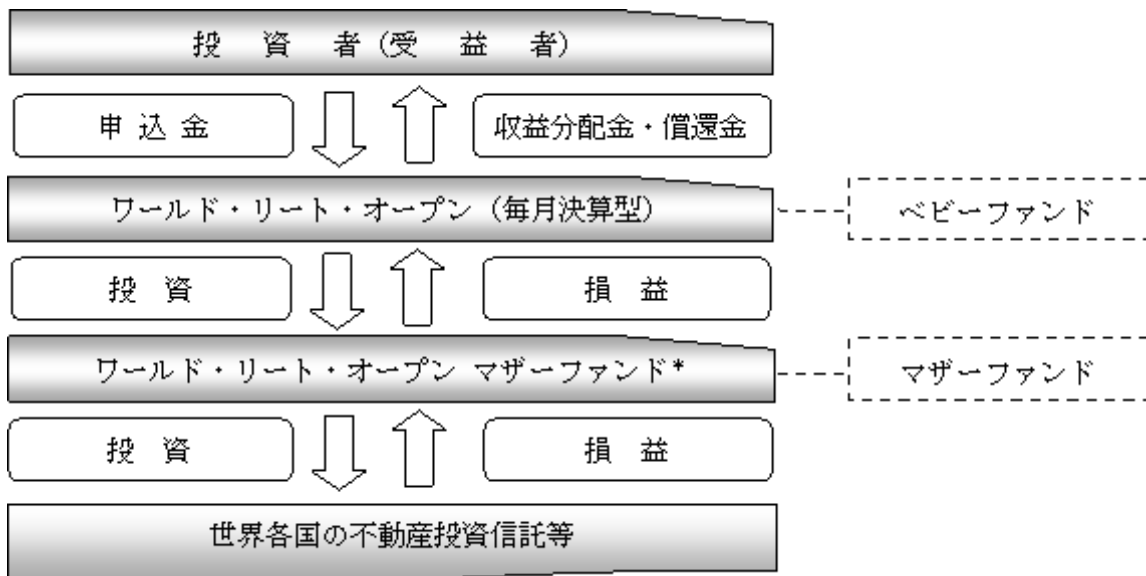 投資者(受益者)
申込金
収益分配金・償還金
ワールド・リート・オープン(毎月決算型)
ベビーファンド
投資
損益
ワールド・リート・オープン マザーファンド*
マザーファンド
投資
損益
世界各国の不動産投資信託等